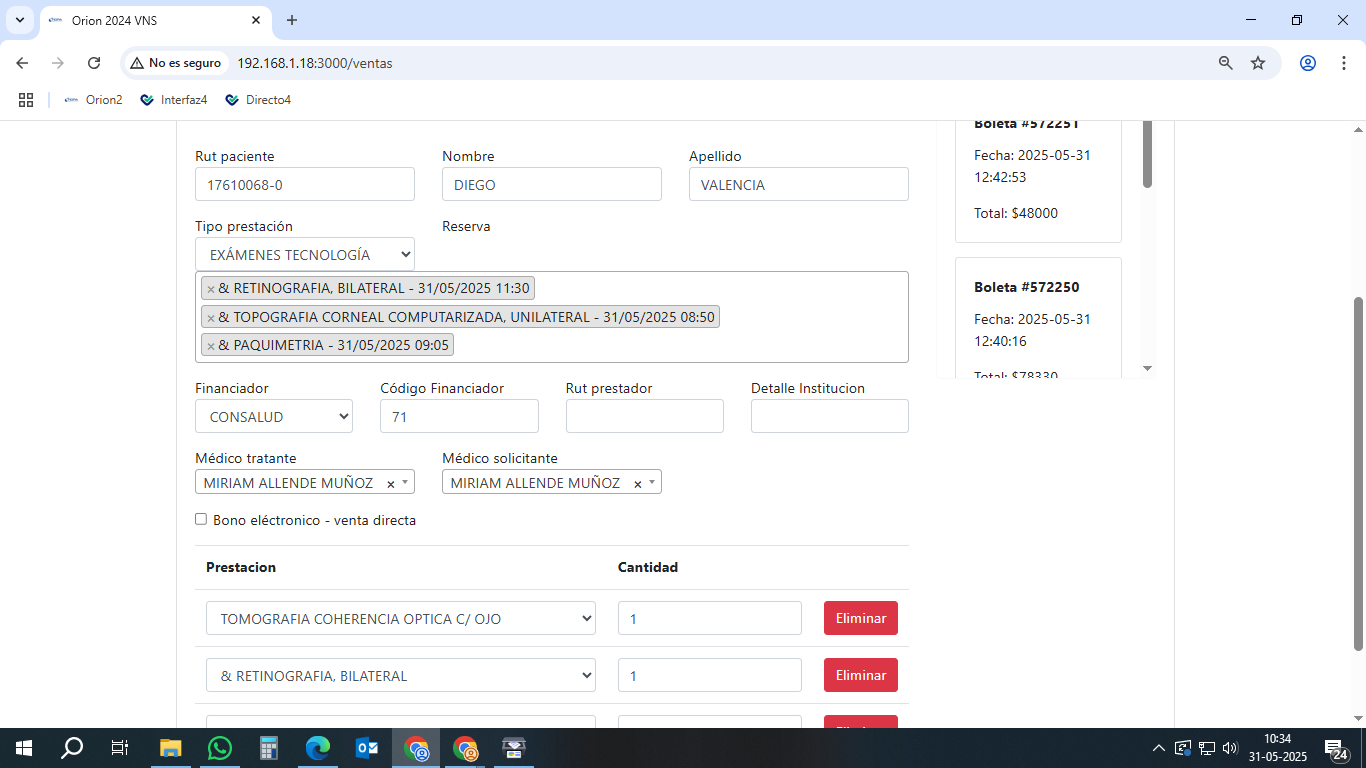 Orion 2024 VNS
No es seguro
192.168.1.18:3000/ventas
Orion2
Interfaz4
Directo4
Rut paciente
Nombre
Apellido
17610068-0
DIEGO
VALENCIA
Tipo prestación
Reserva
EXÁMENES TECNOLOGÍA
× & RETINOGRAFIA, BILATERAL - 31/05/2025 11:30
× & TOPOGRAFIA CORNEAL COMPUTARIZADA, UNILATERAL - 31/05/2025 08:50
× & PAQUIMETRIA - 31/05/2025 09:05
Financiador
Código Financiador
Rut prestador
Detalle Institucion
CONSALUD
71
Médico tratante
Médico solicitante
MIRIAM ALLENDE MUÑOZ ×
MIRIAM ALLENDE MUÑOZ ×
Bono eléctronico - venta directa
Prestacion
Cantidad
TOMOGRAFIA COHERENCIA OPTICA C/ OJO
1
Eliminar
& RETINOGRAFIA, BILATERAL
1
Eliminar
Eliminar
Boleta #572251
Fecha: 2025-05-31
12:42:53
Total: $48000
Boleta #572250
Fecha: 2025-05-31
12:40:16
Total: $78330
10:34
31-05-2025
24